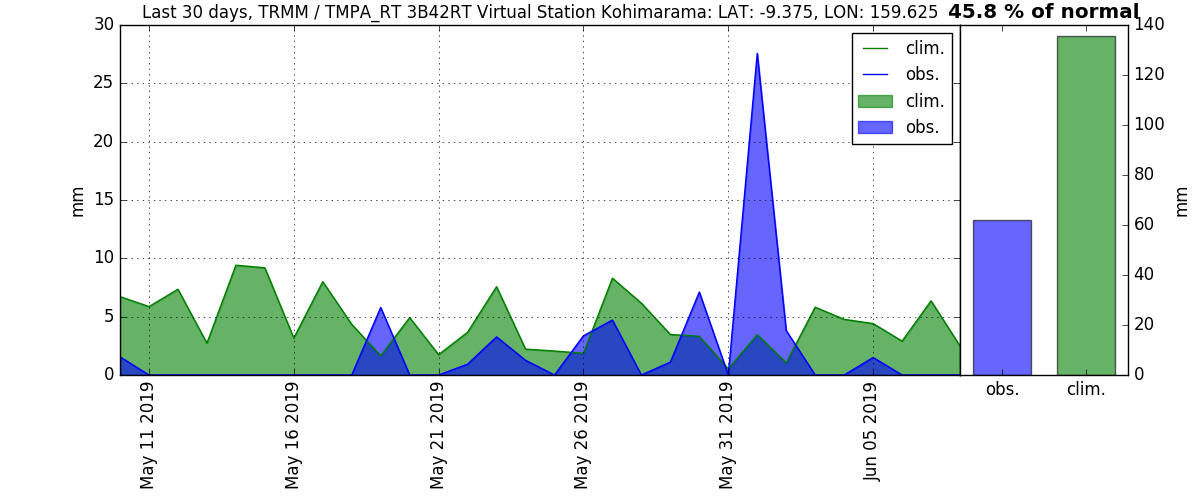 Last 30 days, TRMM / TMPA_RT 3B42RT Virtual Station Kohimarama: LAT: -9.375, LON: 159.625
45.8 % of normal
30
25
20
15
10
5
0
mm
clim.
obs.
clim.
obs.
May 11 2019
May 16 2019
May 21 2019
May 26 2019
May 31 2019
Jun 05 2019
140
120
100
80
60
40
20
0
mm
obs.
clim.